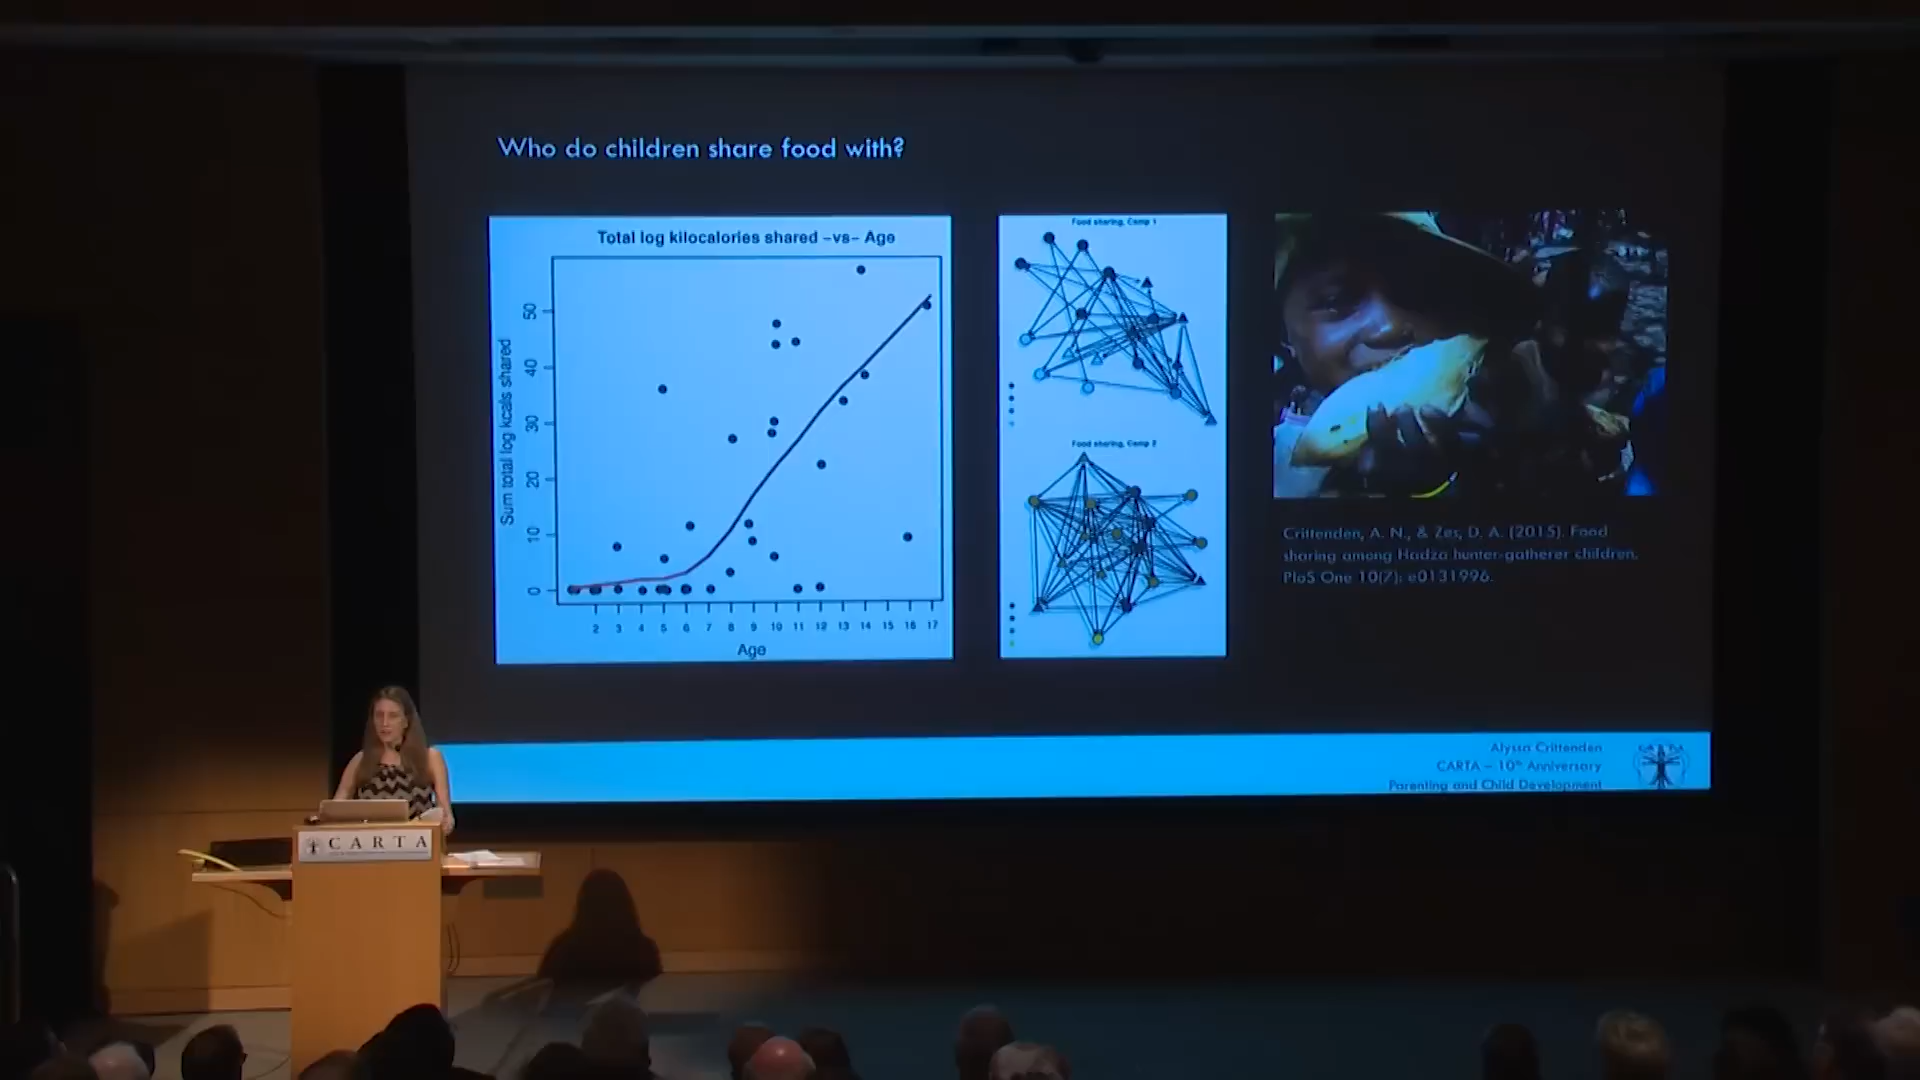 Who do children share food with?
Total log kilocalories shared –vs– Age
Sum total log kcals shared
50
40
30
20
10
0
2 3 4 5 6 7 8 9 10 11 12 13 14 15 16 17
Age
Food sharing, Camp 1
Food sharing, Camp 2
Crittenden, A. N., & Zes, D. A. (2015). Food
sharing among Hadza hunter-gatherer children.
PloS One 10(7): e0131996.
Alyssa Crittenden
CARTA – 10th Anniversary
Parenting and Child Development
CARTA